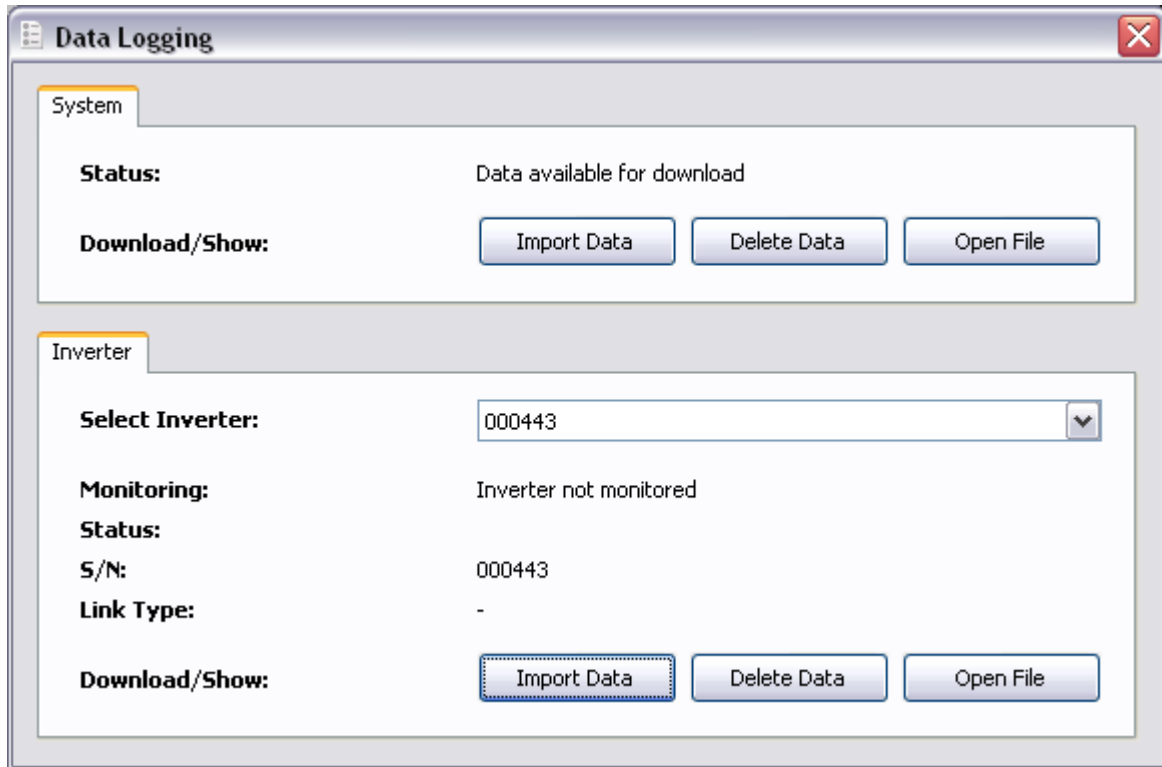 Data Logging
System
Status: Data available for download
Download/Show: Import Data Delete Data Open File
Inverter
Select Inverter: 000443
Monitoring: Inverter not monitored
Status:
S/N: 000443
Link Type: -
Download/Show: Import Data Delete Data Open File